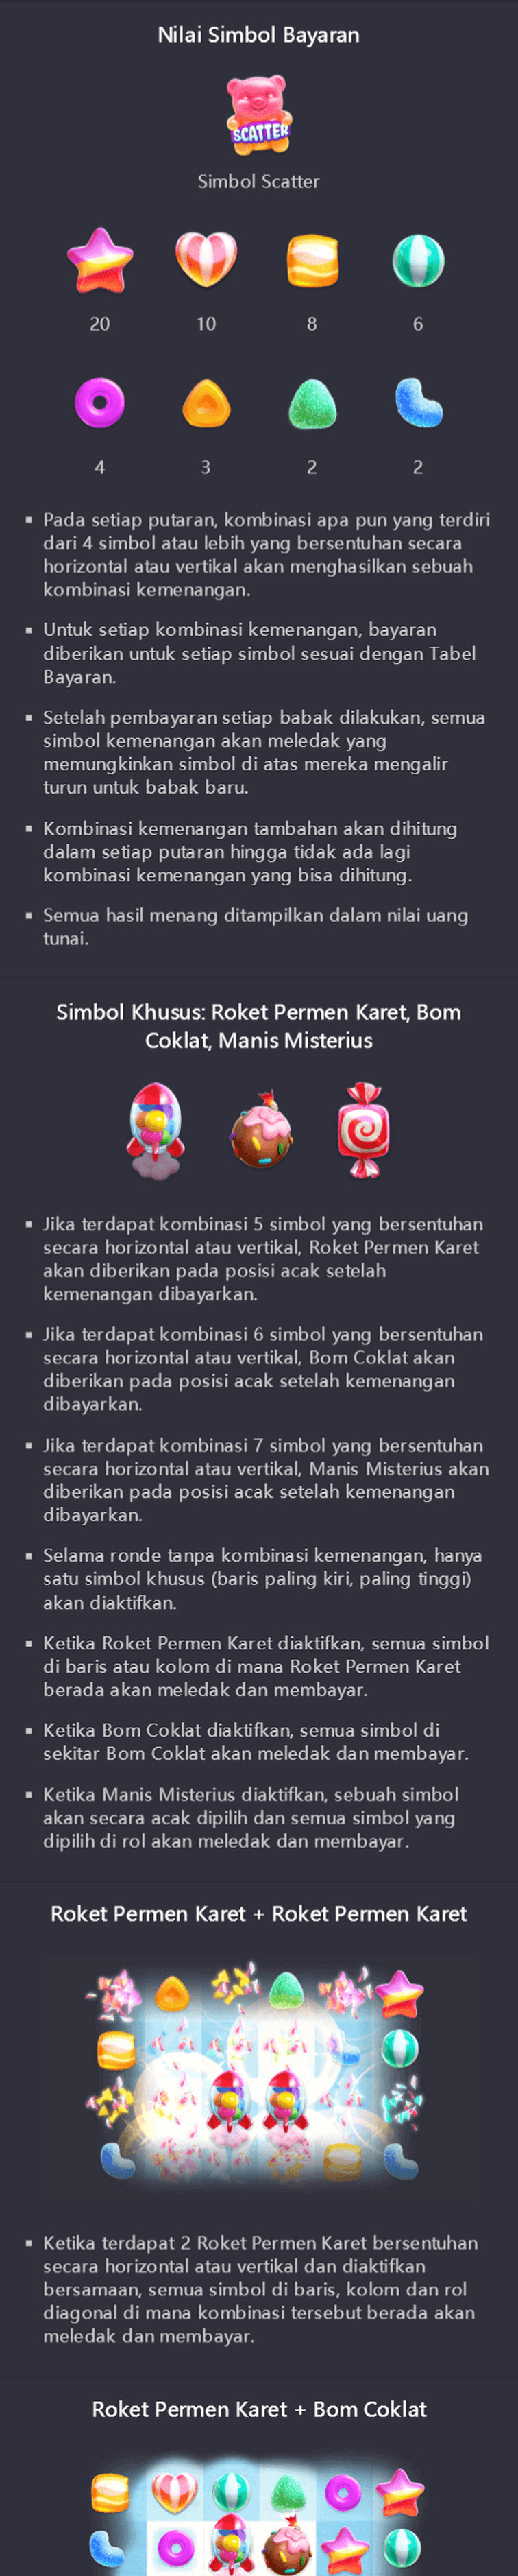 Nilai Simbol Bayaran
SCATTER
Simbol Scatter
20 10 8 6
4 3 2 2
▪ Pada setiap putaran, kombinasi apa pun yang terdiri
dari 4 simbol atau lebih yang bersentuhan secara
horizontal atau vertikal akan menghasilkan sebuah
kombinasi kemenangan.
▪ Untuk setiap kombinasi kemenangan, bayaran
diberikan untuk setiap simbol sesuai dengan Tabel
Bayaran.
▪ Setelah pembayaran setiap babak dilakukan, semua
simbol kemenangan akan meledak yang
memungkinkan simbol di atas mereka mengalir
turun untuk babak baru.
▪ Kombinasi kemenangan tambahan akan dihitung
dalam setiap putaran hingga tidak ada lagi
kombinasi kemenangan yang bisa dihitung.
▪ Semua hasil menang ditampilkan dalam nilai uang
tunai.
Simbol Khusus: Roket Permen Karet, Bom
Coklat, Manis Misterius
▪ Jika terdapat kombinasi 5 simbol yang bersentuhan
secara horizontal atau vertikal, Roket Permen Karet
akan diberikan pada posisi acak setelah
kemenangan dibayarkan.
▪ Jika terdapat kombinasi 6 simbol yang bersentuhan
secara horizontal atau vertikal, Bom Coklat akan
diberikan pada posisi acak setelah kemenangan
dibayarkan.
▪ Jika terdapat kombinasi 7 simbol yang bersentuhan
secara horizontal atau vertikal, Manis Misterius akan
diberikan pada posisi acak setelah kemenangan
dibayarkan.
▪ Selama ronde tanpa kombinasi kemenangan, hanya
satu simbol khusus (baris paling kiri, paling tinggi)
akan diaktifkan.
▪ Ketika Roket Permen Karet diaktifkan, semua simbol
di baris atau kolom di mana Roket Permen Karet
berada akan meledak dan membayar.
▪ Ketika Bom Coklat diaktifkan, semua simbol di
sekitar Bom Coklat akan meledak dan membayar.
▪ Ketika Manis Misterius diaktifkan, sebuah simbol
akan secara acak dipilih dan semua simbol yang
dipilih di rol akan meledak dan membayar.
Roket Permen Karet + Roket Permen Karet
▪ Ketika terdapat 2 Roket Permen Karet bersentuhan
secara horizontal atau vertikal dan diaktifkan
bersamaan, semua simbol di baris, kolom dan rol
diagonal di mana kombinasi tersebut berada akan
meledak dan membayar.
Roket Permen Karet + Bom Coklat